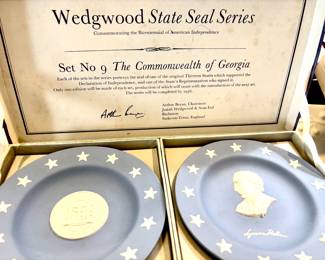 Wedgwood State Seal Series
Commemorating the Bicentennial of American Independence
Set No 9 The Commonwealth of Georgia
Each of the sets in the series portrays the seal of one of the original Thirteen States which supported the
Declaration of Independence, and one of the State's Representatives who signed it
Only one edition will be made of each set, production of which will cease with the introduction of the next set.
The series will be completed by 1976
Arthur Bryan, Chairman
Josiah Wedgwood & Sons Ltd
Barlaston
Stoke-on-Trent, England